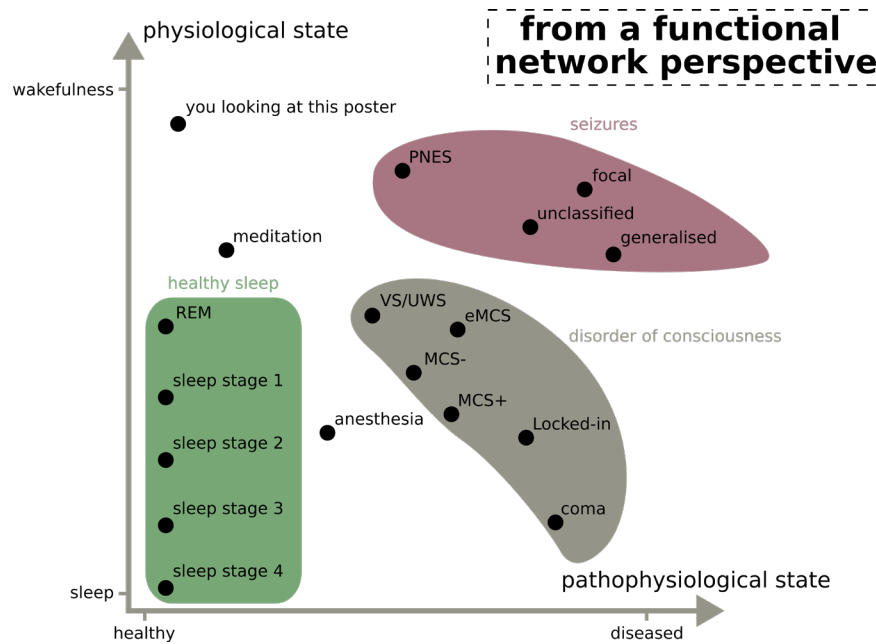 physiological state
from a functional
network perspective
wakefulness
you looking at this poster
seizures
PNES
focal
unclassified
generalised
meditation
healthy sleep
REM
VS/UWS
eMCS
disorder of consciousness
MCS-
sleep stage 1
MCS+
anesthesia
Locked-in
sleep stage 2
sleep stage 3
coma
sleep stage 4
pathophysiological state
sleep
healthy
diseased